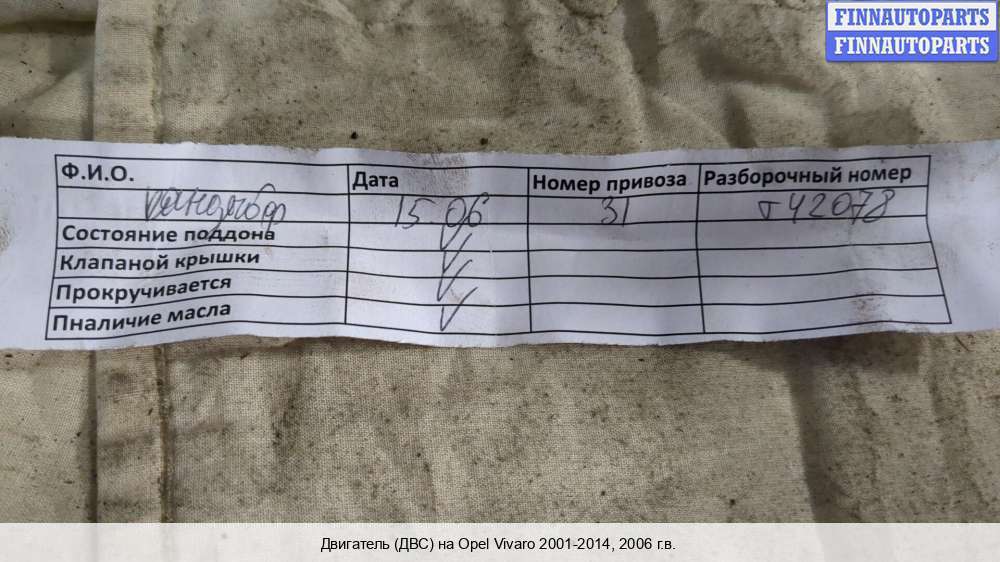 FINNAUTOPARTS
FINNAUTOPARTS
Ф.И.О. Дата Номер привоза Разборочный номер
15 06 31 т42078
Состояние поддона ✓
Клапаной крышки ✓
Прокручивается ✓
Пналичие масла ✓
Двигатель (ДВС) на Opel Vivaro 2001-2014, 2006 г.в.